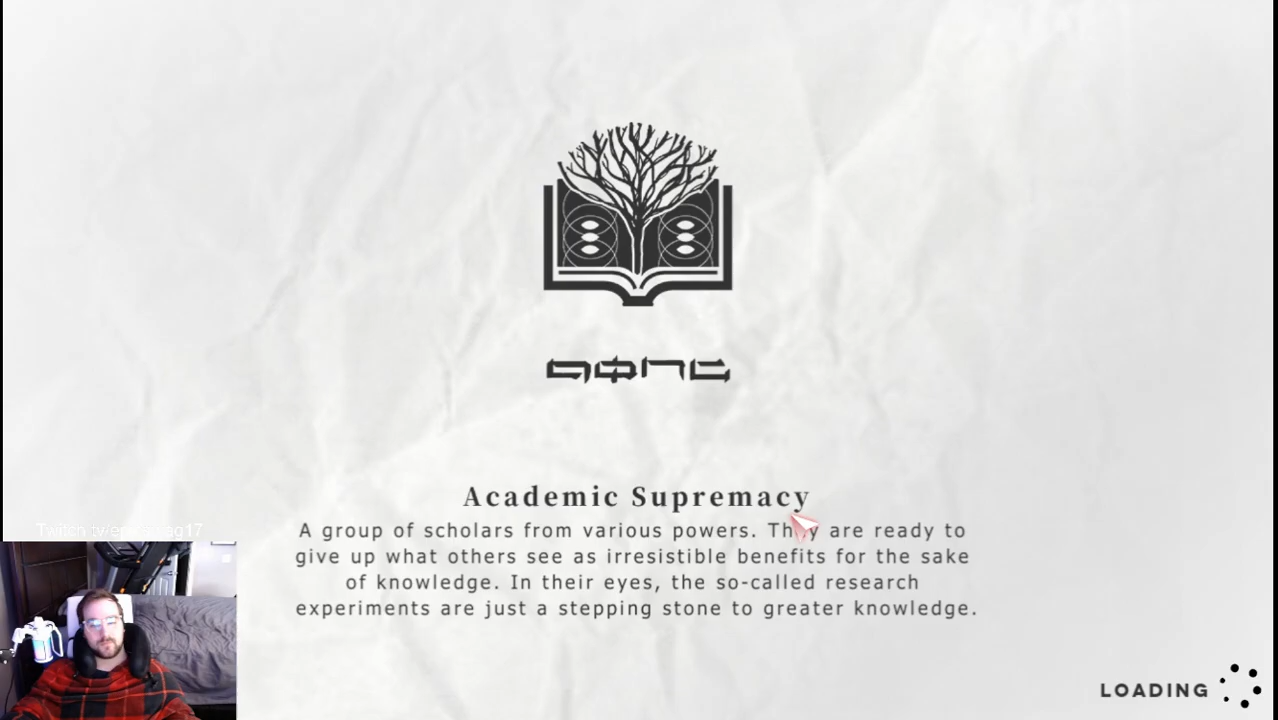 Academic Supremacy
A group of scholars from various powers. They are ready to
give up what others see as irresistible benefits for the sake
of knowledge. In their eyes, the so-called research
experiments are just a stepping stone to greater knowledge.
LOADING